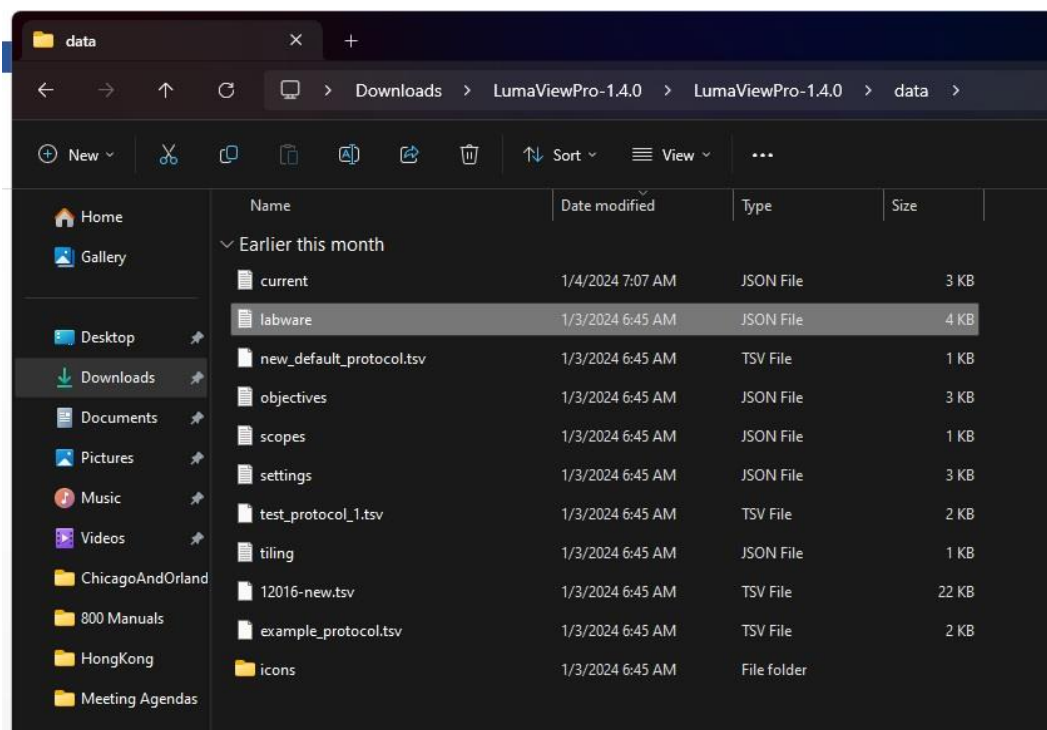 data
Downloads > LumaViewPro-1.4.0 > LumaViewPro-1.4.0 > data >
New Sort View ...
Home
Gallery
Desktop
Downloads
Documents
Pictures
Music
Videos
ChicagoAndOrland
800 Manuals
HongKong
Meeting Agendas
Name Date modified Type Size
Earlier this month
current 1/4/2024 7:07 AM JSON File 3 KB
labware 1/3/2024 6:45 AM JSON File 4 KB
new_default_protocol.tsv 1/3/2024 6:45 AM TSV File 1 KB
objectives 1/3/2024 6:45 AM JSON File 3 KB
scopes 1/3/2024 6:45 AM JSON File 1 KB
settings 1/3/2024 6:45 AM JSON File 3 KB
test_protocol_1.tsv 1/3/2024 6:45 AM TSV File 2 KB
tiling 1/3/2024 6:45 AM JSON File 1 KB
12016-new.tsv 1/3/2024 6:45 AM TSV File 22 KB
example_protocol.tsv 1/3/2024 6:45 AM TSV File 2 KB
icons 1/3/2024 6:45 AM File folder